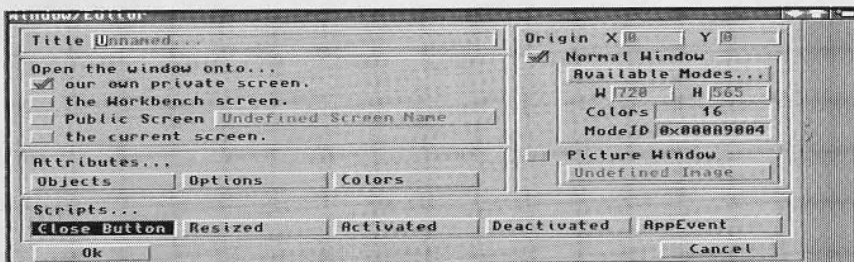 Window/Editor
Title Unnamed...
Open the window onto...
our own private screen.
the Workbench screen.
Public Screen Undefined Screen Name
the current screen.
Attributes...
Objects Options Colors
Origin X 0 Y 0
Normal Window
Available Modes...
W 720 H 565
Colors 16
ModeID 0x000A9004
Picture Window
Undefined Image
Scripts...
Close Button Resized Activated Deactivated AppEvent
Ok Cancel